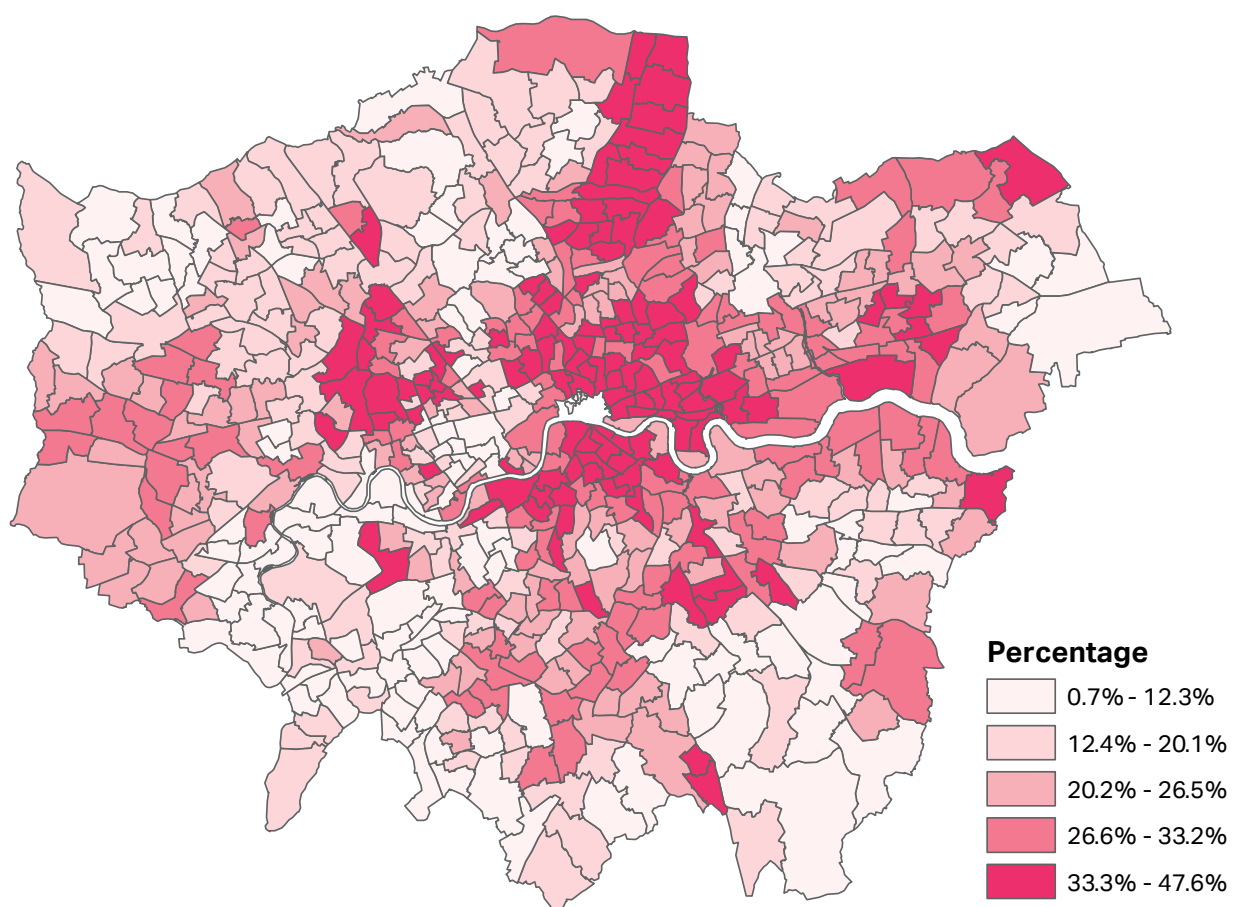 Percentage
0.7% - 12.3%
12.4% - 20.1%
20.2% - 26.5%
26.6% - 33.2%
33.3% - 47.6%